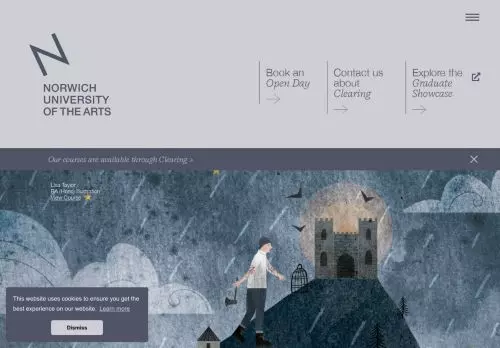 NORWICH
UNIVERSITY
OF THE ARTS
Book an
Open Day
Contact us
about
Clearing
Explore the
Graduate
Showcase
Our courses are available through Clearing >
Lisa Taylor
BA (Hons) Illustration
View Course
This website uses cookies to ensure you get the
best experience on our website. Learn more
Dismiss